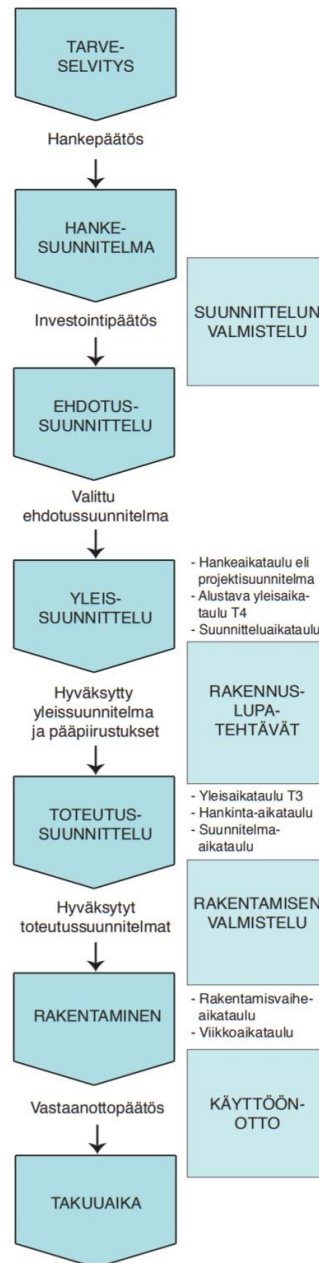 TARVE-
SELVITYS
Hankepäätös
HANKE-
SUUNNITELMA
SUUNNITTELUN
VALMISTELU
Investointipäätös
EHDOTUS-
SUUNNITTELU
Valittu
ehdotussuunnitelma
YLEIS-
SUUNNITTELU
- Hankeaikataulu eli
projektisuunnitelma
- Alustava yleisaika-
taulu T4
- Suunnitteluaikataulu
RAKENNUS-
LUPA-
TEHTÄVÄT
Hyväksytty
yleissuunnitelma
ja pääpiirustukset
TOTEUTUS-
SUUNNITTELU
- Yleisaikataulu T3
- Hankinta-aikataulu
- Suunnitelma-
aikataulu
RAKENTAMISEN
VALMISTELU
Hyväksytyt
toteutussuunnitelmat
RAKENTAMINEN
- Rakentamisvaihe-
aikataulu
- Viikkoaikataulu
KÄYTTÖÖN-
OTTO
Vastaanottopäätös
TAKUUAIKA